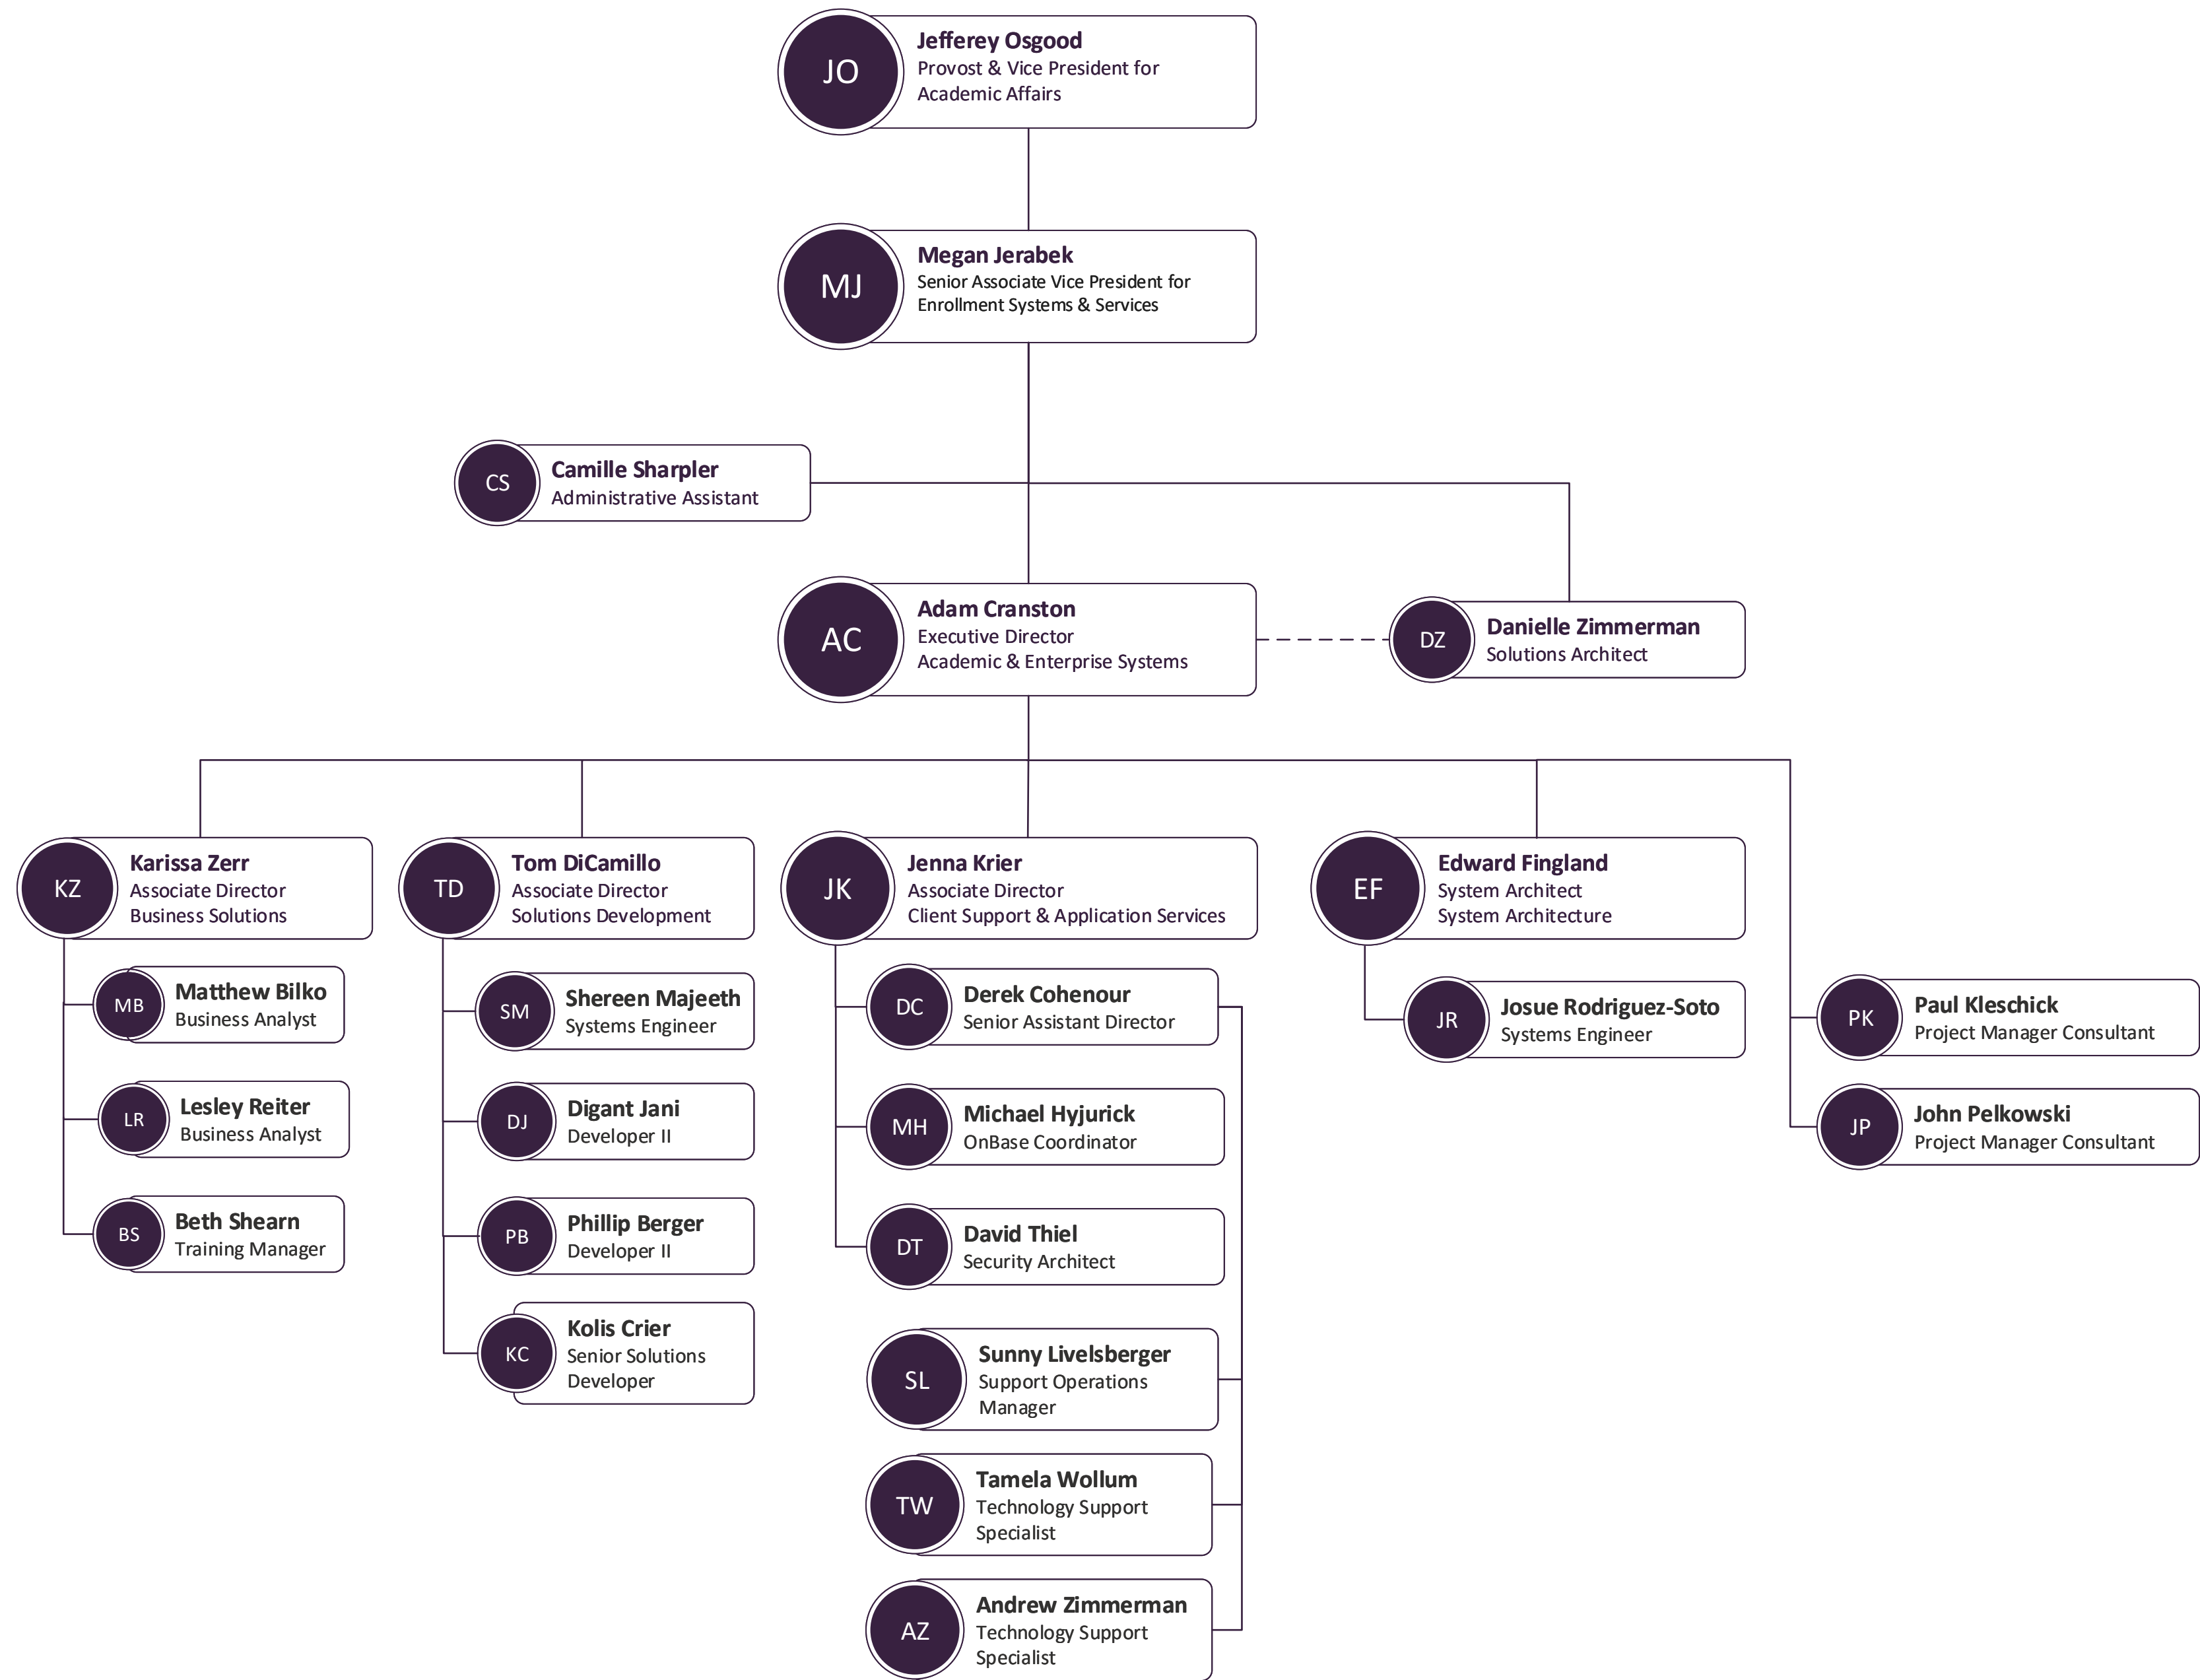 JO
Jefferey Osgood
Provost & Vice President for
Academic Affairs
MJ
Megan Jerabek
Senior Associate Vice President for
Enrollment Systems & Services
CS
Camille Sharpler
Administrative Assistant
AC
Adam Cranston
Executive Director
Academic & Enterprise Systems
DZ
Danielle Zimmerman
Solutions Architect
KZ
Karissa Zerr
Associate Director
Business Solutions
MB
Matthew Bilko
Business Analyst
LR
Lesley Reiter
Business Analyst
BS
Beth Shearn
Training Manager
TD
Tom DiCamillo
Associate Director
Solutions Development
SM
Shereen Majeeth
Systems Engineer
DJ
Digant Jani
Developer II
PB
Phillip Berger
Developer II
KC
Kolis Crier
Senior Solutions
Developer
JK
Jenna Krier
Associate Director
Client Support & Application Services
DC
Derek Cohenour
Senior Assistant Director
MH
Michael Hyjurick
OnBase Coordinator
DT
David Thiel
Security Architect
SL
Sunny Livelsberger
Support Operations
Manager
TW
Tamela Wollum
Technology Support
Specialist
AZ
Andrew Zimmerman
Technology Support
Specialist
EF
Edward Fingland
System Architect
System Architecture
JR
Josue Rodriguez-Soto
Systems Engineer
PK
Paul Kleschick
Project Manager Consultant
JP
John Pelkowski
Project Manager Consultant